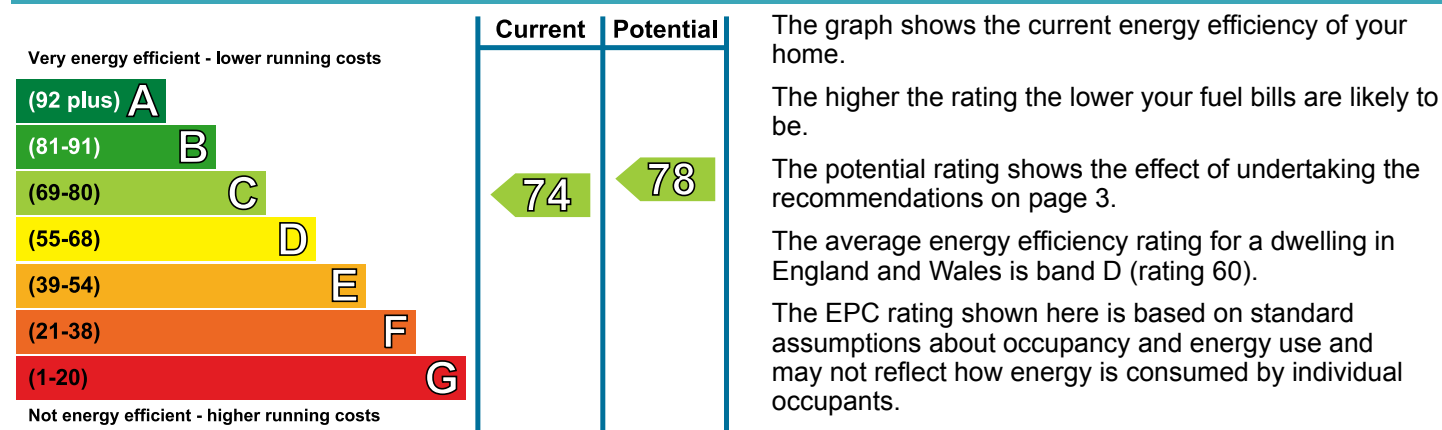 Current Potential
Very energy efficient - lower running costs
(92 plus) A
(81-91) B
(69-80) C
(55-68) D
(39-54) E
(21-38) F
(1-20) G
Not energy efficient - higher running costs
74
78
The graph shows the current energy efficiency of your
home.
The higher the rating the lower your fuel bills are likely to
be.
The potential rating shows the effect of undertaking the
recommendations on page 3.
The average energy efficiency rating for a dwelling in
England and Wales is band D (rating 60).
The EPC rating shown here is based on standard
assumptions about occupancy and energy use and
may not reflect how energy is consumed by individual
occupants.